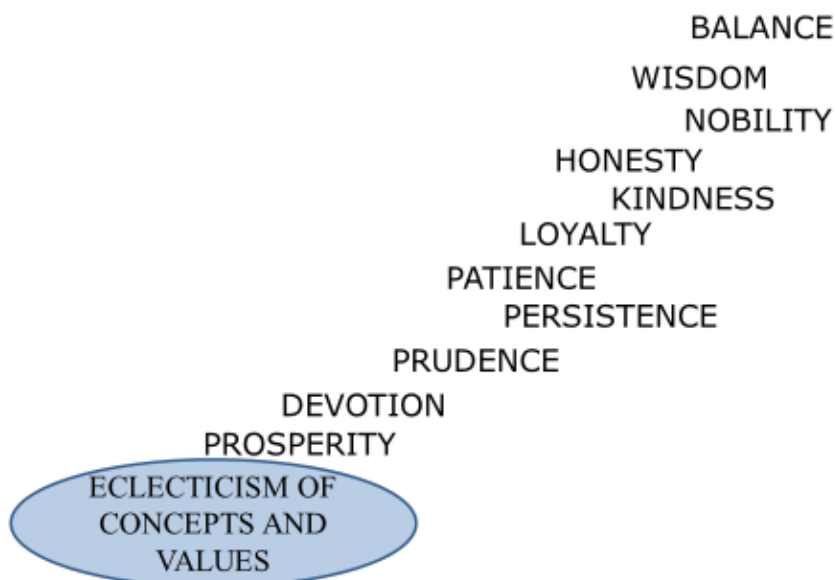 BALANCE
WISDOM
NOBILITY
HONESTY
KINDNESS
LOYALTY
PATIENCE
PERSISTENCE
PRUDENCE
DEVOTION
PROSPERITY
ECLECTICISM OF
CONCEPTS AND
VALUES